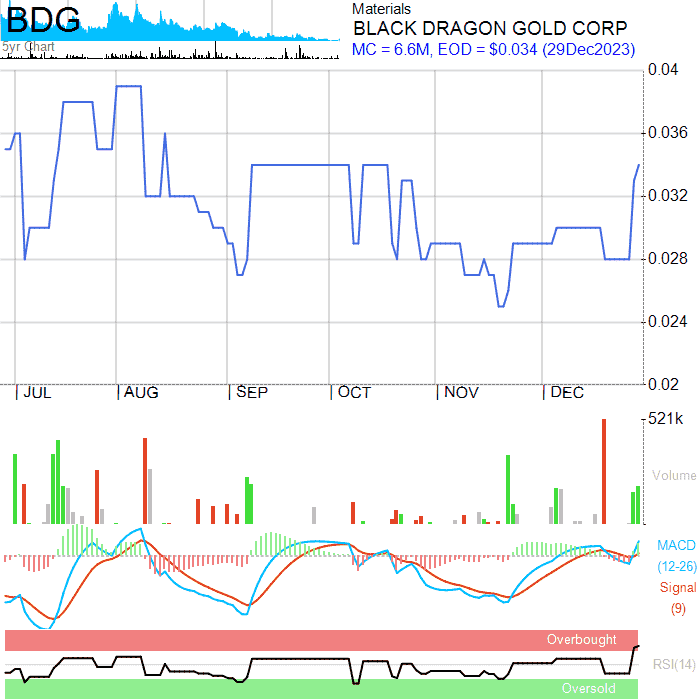 BDG
5yr Chart
Materials
BLACK DRAGON GOLD CORP
MC = 6.6M, EOD = $0.034 (29Dec2023)
0.04
0.036
0.032
0.028
0.024
0.02
JUL AUG SEP OCT NOV DEC
521k
Volume
MACD
(12-26)
Signal
(9)
Overbought
RSI(14)
Oversold